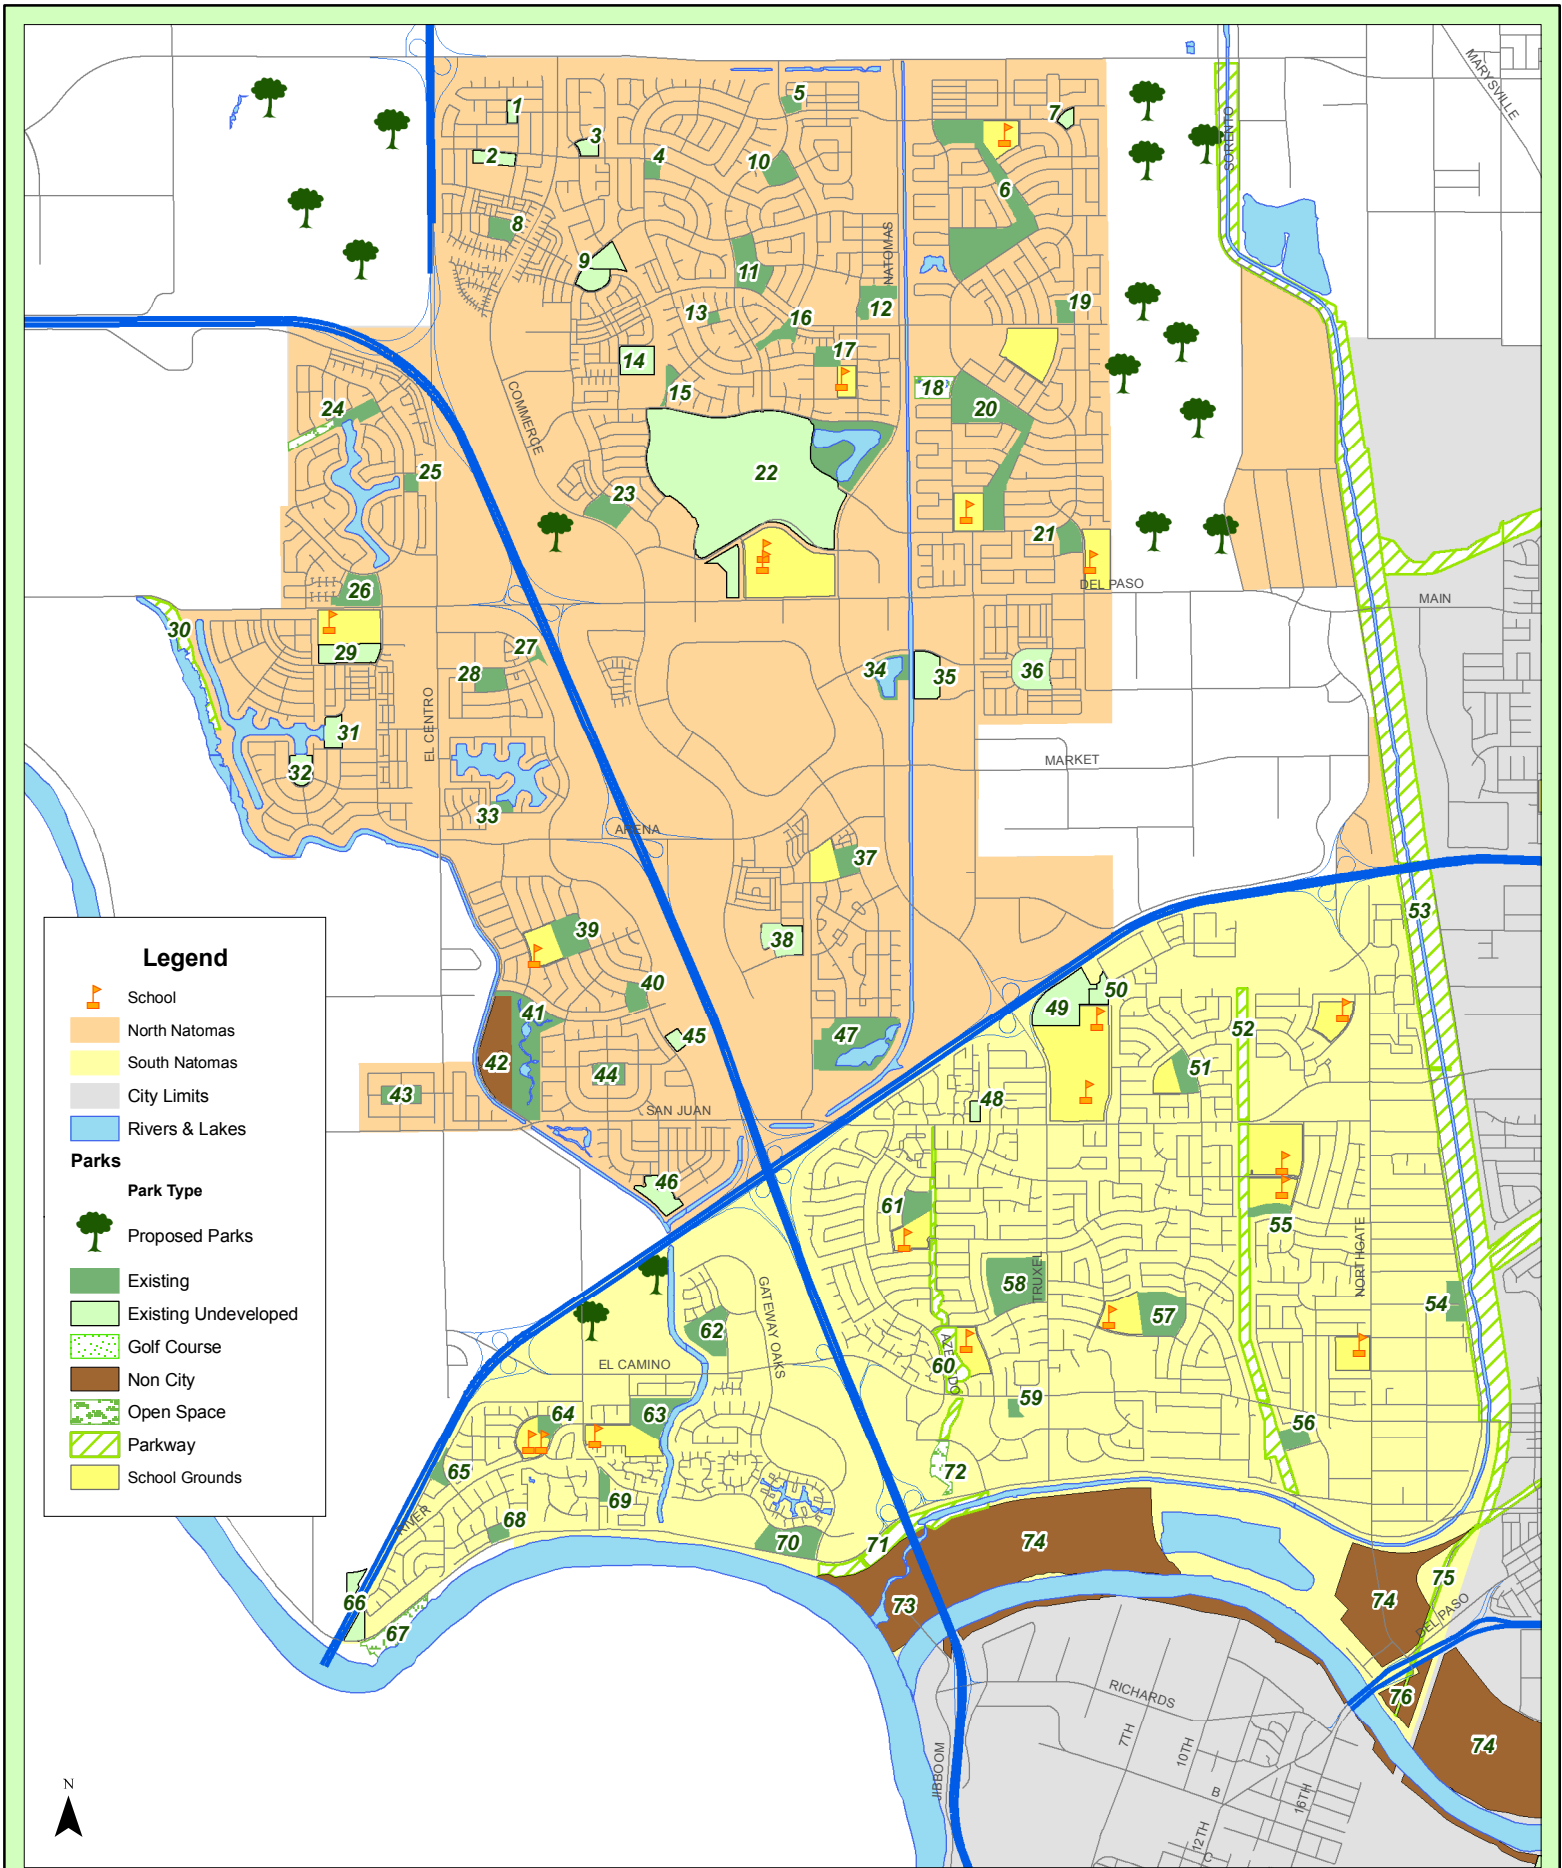 MARYSVILLE
5
1
7
3
SORENTO
2
4
10
6
8
9
11
NATOMAS
19
12
13
16
17
14
18
15
24
COMMERCE
20
25
22
23
21
DEL PASO
26
MAIN
30
27
29
34
35
36
28
EL CENTRO
31
MARKET
32
33
ARENA
37
53
39
38
Legend
40
50
School
49
41
52
North Natomas
45
47
South Natomas
42
51
44
City Limits
43
48
SAN JUAN
Rivers & Lakes
Parks
46
Park Type
61
55
Proposed Parks
NORTHGATE
TRUXEL
58
Existing
54
GATEWAY OAKS
57
Existing Undeveloped
62
Golf Course
EL CAMINO
60
AZEVEDO
Non City
59
Open Space
64
63
56
Parkway
65
72
School Grounds
69
RIVER
68
70
71
74
75
66
73
74
DEL PASO
67
RICHARDS
76
7TH
10TH
74
JIBBOOM
N
B
16TH
12TH
C